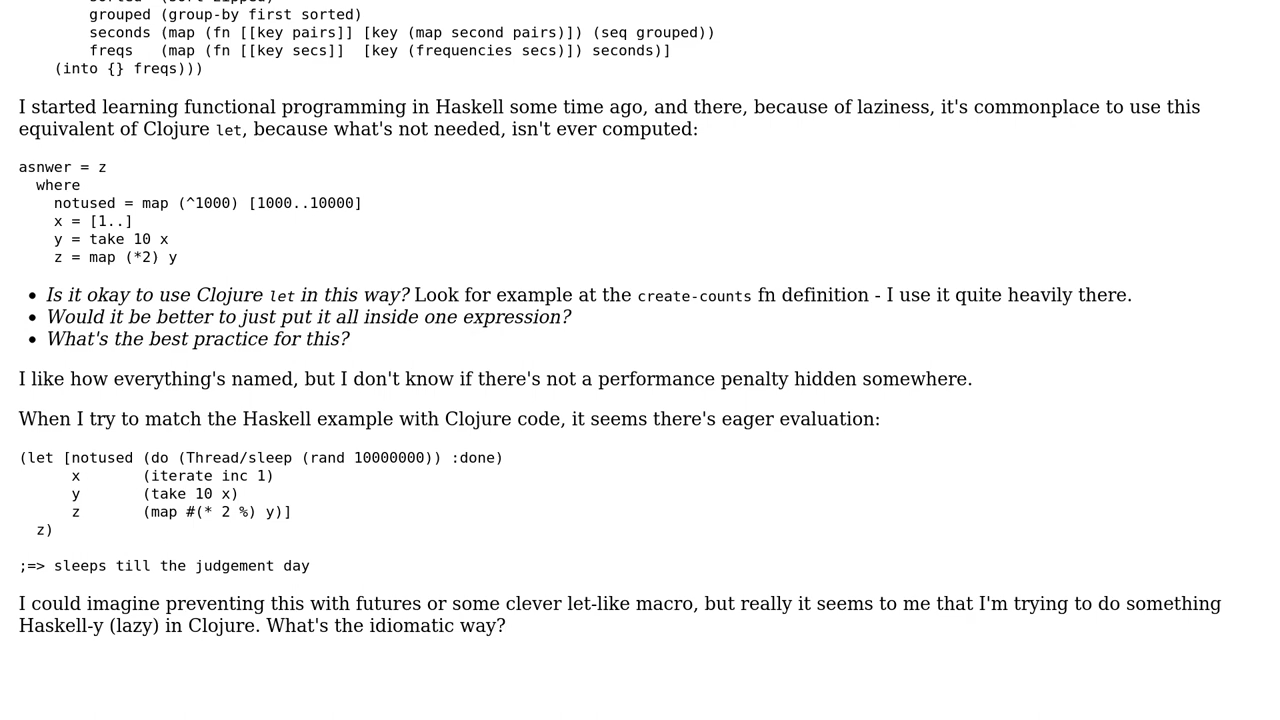 sorted  (sort zipped)
        grouped (group-by first sorted)
        seconds (map (fn [[key pairs]] [key (map second pairs)]) (seq grouped))
        freqs   (map (fn [[key secs]]  [key (frequencies secs)]) seconds)]
    (into {} freqs)))
I started learning functional programming in Haskell some time ago, and there, because of laziness, it's commonplace to use this
equivalent of Clojure let, because what's not needed, isn't ever computed:
asnwer = z
  where
    notused = map (^1000) [1000..10000]
    x = [1..]
    y = take 10 x
    z = map (*2) y
• Is it okay to use Clojure let in this way? Look for example at the create-counts fn definition - I use it quite heavily there.
• Would it be better to just put it all inside one expression?
• What's the best practice for this?
I like how everything's named, but I don't know if there's not a performance penalty hidden somewhere.
When I try to match the Haskell example with Clojure code, it seems there's eager evaluation:
(let [notused (do (Thread/sleep (rand 10000000)) :done)
      x       (iterate inc 1)
      y       (take 10 x)
      z       (map #(* 2 %) y)]
  z)
;=> sleeps till the judgement day
I could imagine preventing this with futures or some clever let-like macro, but really it seems to me that I'm trying to do something
Haskell-y (lazy) in Clojure. What's the idiomatic way?